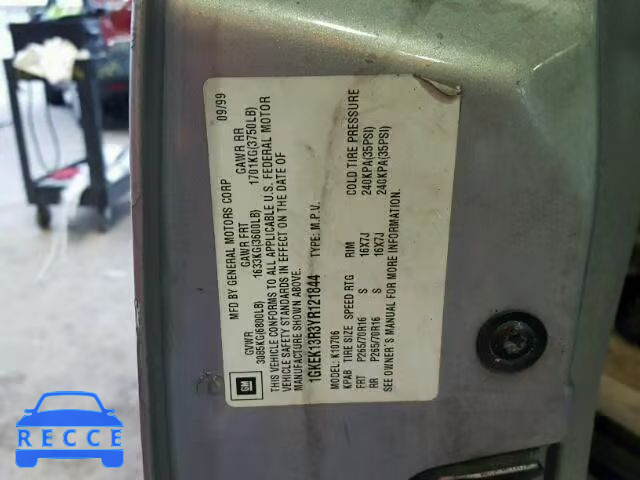 MFD BY GENERAL MOTORS CORP 09/99
GVWR GAWR FRT GAWR RR
3085KG(6800LB) 1633KG(3600LB) 1701KG(3750LB)
THIS VEHICLE CONFORMS TO ALL APPLICABLE U.S. FEDERAL MOTOR
VEHICLE SAFETY STANDARDS IN EFFECT ON THE DATE OF
MANUFACTURE SHOWN ABOVE.
1GKEK13R3YR121844 TYPE: M.P.V.
MODEL: K10706
KPAB TIRE SIZE SPEED RTG RIM COLD TIRE PRESSURE
FRT P265/70R16 S 16X7J 240KPA(35PSI)
RR P265/70R16 S 16X7J 240KPA(35PSI)
SEE OWNER'S MANUAL FOR MORE INFORMATION.
GM
RECCE